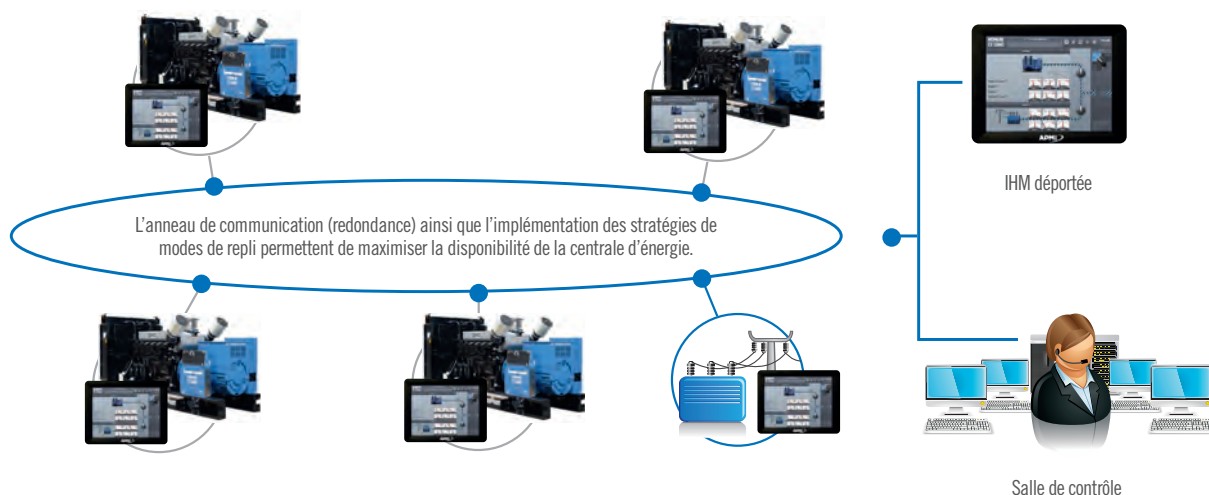 L'anneau de communication (redondance) ainsi que l'implémentation des stratégies de
modes de repli permettent de maximiser la disponibilité de la centrale d'énergie.
IHM déportée
Salle de contrôle